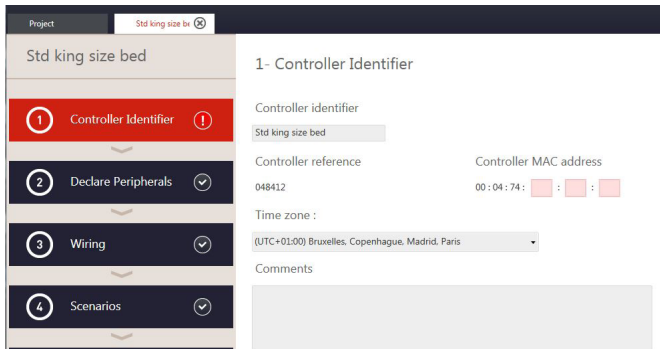 Project
Std king size be
Std king size bed
1- Controller Identifier
1 Controller Identifier !
Controller identifier
Std king size bed
2 Declare Peripherals
Controller reference
Controller MAC address
048412
00 : 04 : 74 : : :
Time zone :
3 Wiring
(UTC+01:00) Bruxelles, Copenhague, Madrid, Paris
Comments
4 Scenarios